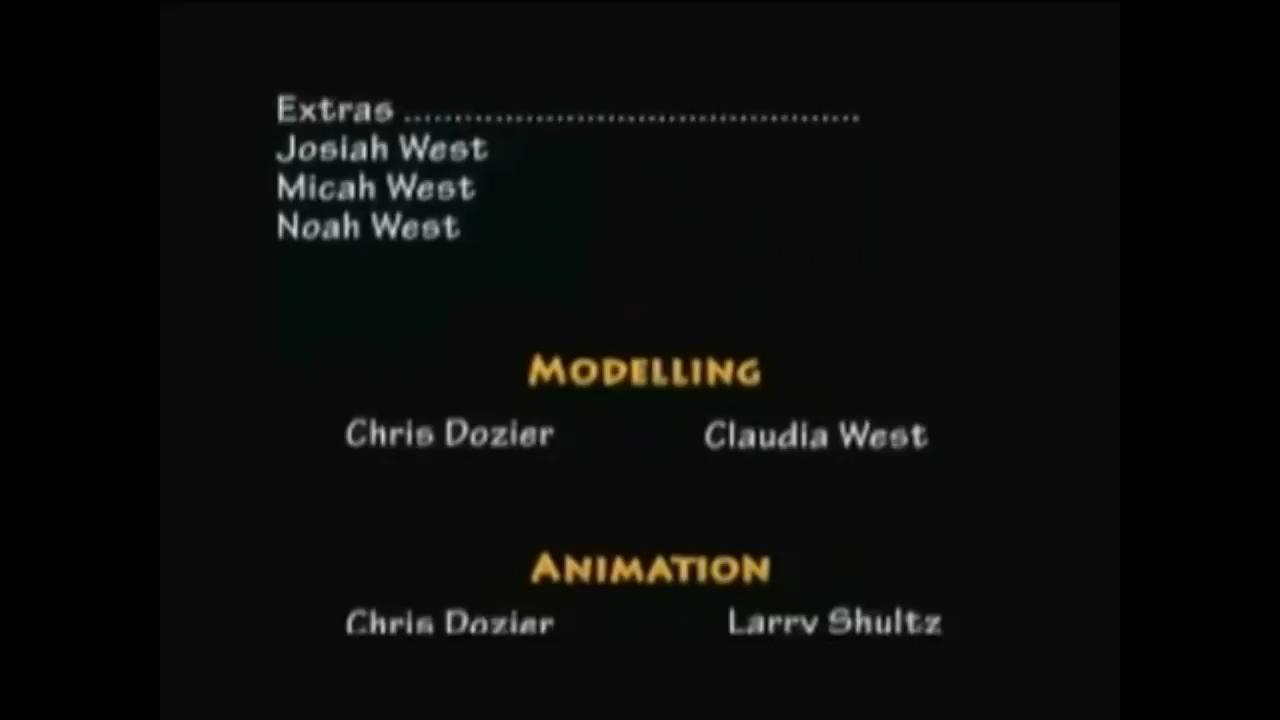 Extras .............................................
Josiah West
Micah West
Noah West
MODELLING
Chris Dozier Claudia West
ANIMATION
Chris Dozier Larry Shultz